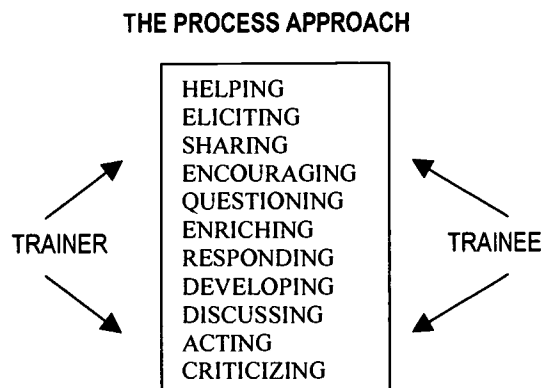 THE PROCESS APPROACH
HELPING
ELICITING
SHARING
ENCOURAGING
QUESTIONING
ENRICHING
TRAINER
RESPONDING
TRAINEE
DEVELOPING
DISCUSSING
ACTING
CRITICIZING